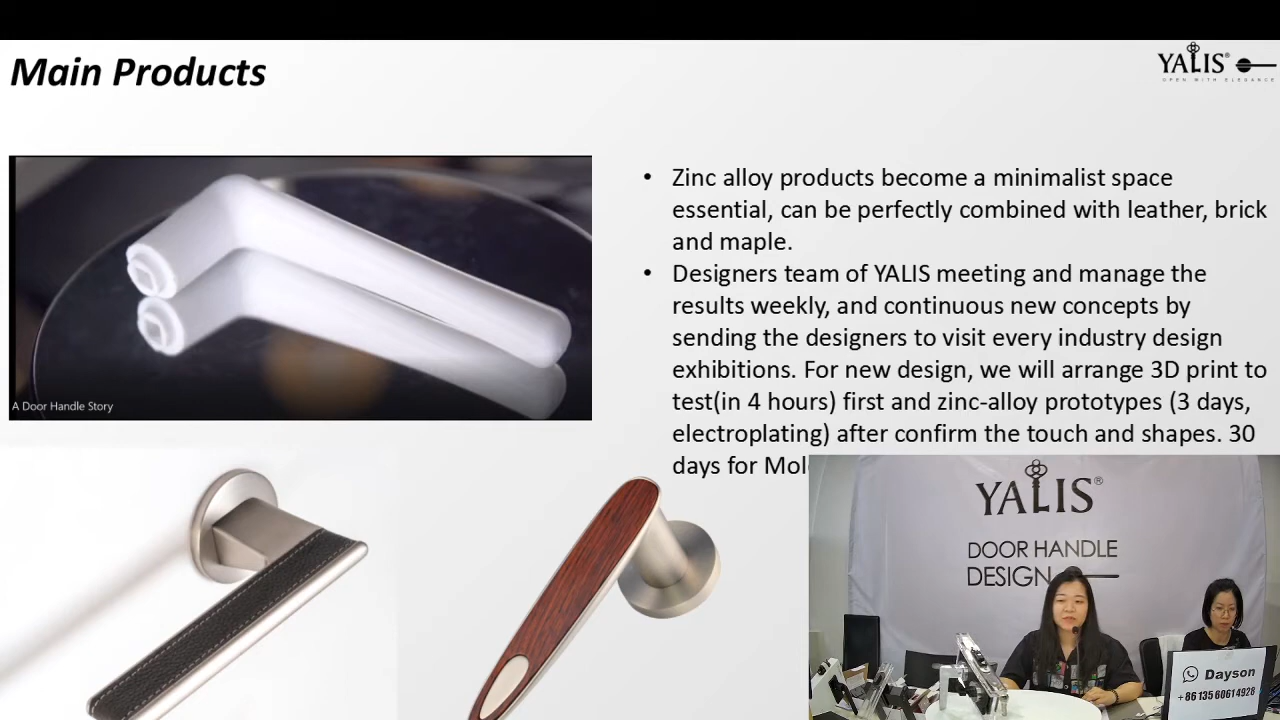 Main Products
YALIS®
OPEN WITH ELEGANCE
• Zinc alloy products become a minimalist space
essential, can be perfectly combined with leather, brick
and maple.
• Designers team of YALIS meeting and manage the
results weekly, and continuous new concepts by
sending the designers to visit every industry design
exhibitions. For new design, we will arrange 3D print to
test(in 4 hours) first and zinc-alloy prototypes (3 days,
electroplating) after confirm the touch and shapes. 30
days for
A Door Handle Story
YALIS®
DOOR HANDLE
DESIGN
Dayson
+86 135 6061 4928